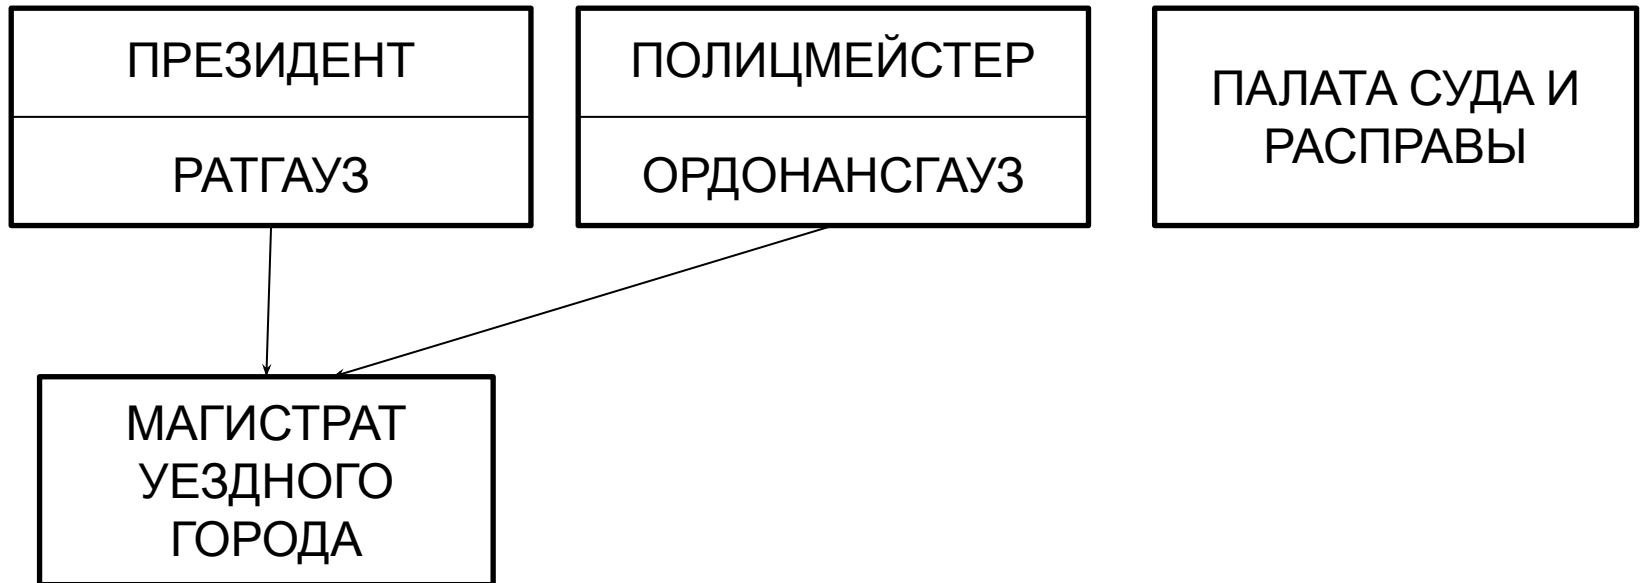 ПРЕЗИДЕНТ
РАТГАУЗ
ПОЛИЦМЕЙСТЕР
ОРДОНАНСГАУЗ
ПАЛАТА СУДА И
РАСПРАВЫ
МАГИСТРАТ
УЕЗДНОГО
ГОРОДА